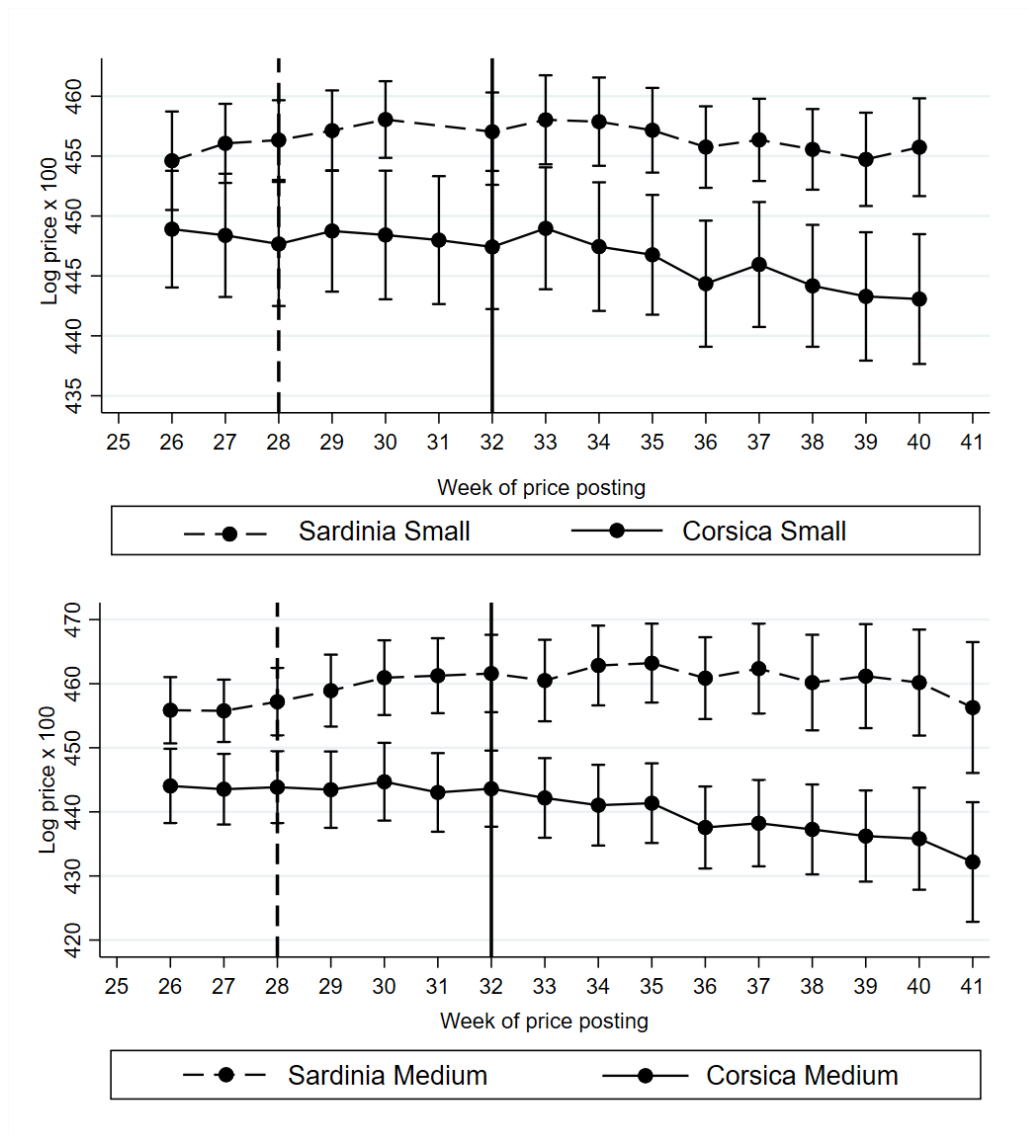 Log price x 100
460
455
450
445
440
435
25 26 27 28 29 30 31 32 33 34 35 36 37 38 39 40 41
Week of price posting
Sardinia Small Corsica Small
Log price x 100
470
460
450
440
430
420
25 26 27 28 29 30 31 32 33 34 35 36 37 38 39 40 41
Week of price posting
Sardinia Medium Corsica Medium